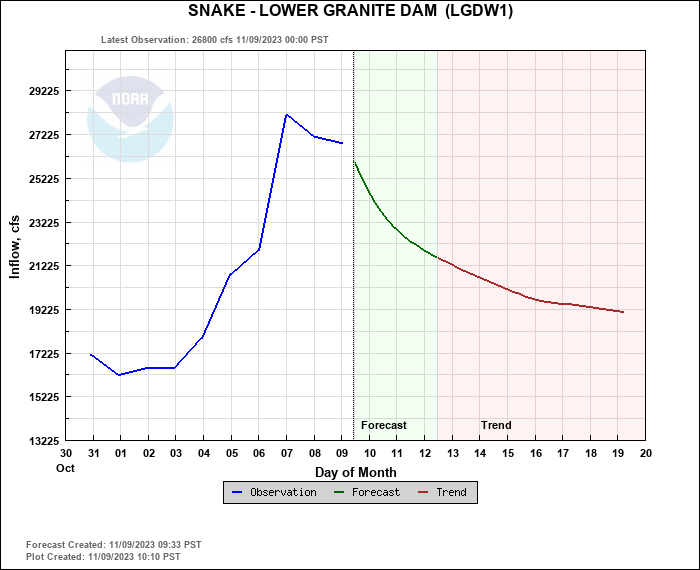 SNAKE - LOWER GRANITE DAM (LGDW1)
Latest Observation: 26800 cfs 11/09/2023 00:00 PST
NOAA
Inflow, cfs
29225
27225
25225
23225
21225
19225
17225
15225
13225
Forecast
Trend
30 31 01 02 03 04 05 06 07 08 09 10 11 12 13 14 15 16 17 18 19 20
Oct
Day of Month
Observation Forecast Trend
Forecast Created: 11/09/2023 09:33 PST
Plot Created: 11/09/2023 10:10 PST